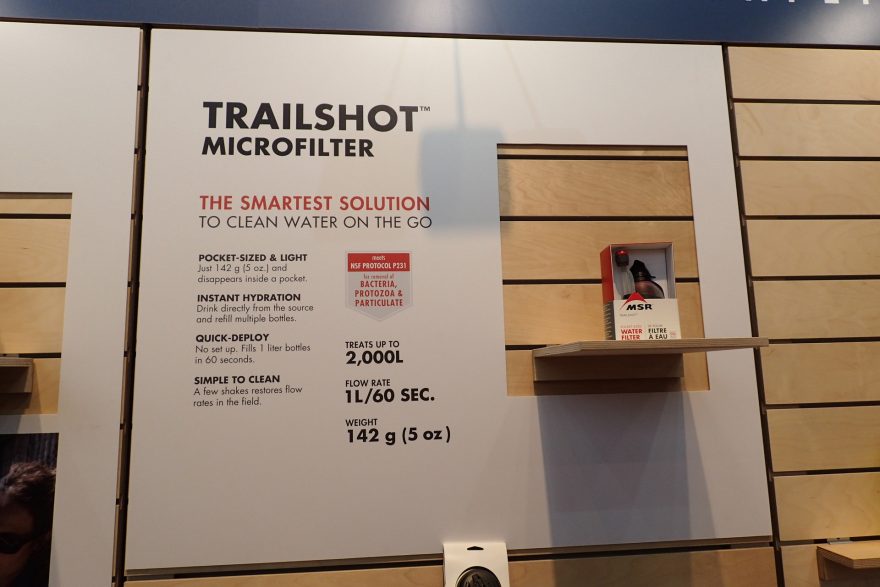 TRAILSHOT™
MICROFILTER
THE SMARTEST SOLUTION
TO CLEAN WATER ON THE GO
POCKET-SIZED & LIGHT
Just 142 g (5 oz.) and
disappears inside a pocket.
INSTANT HYDRATION
Drink directly from the source
and refill multiple bottles.
QUICK-DEPLOY
No set up. Fills 1 liter bottles
in 60 seconds.
SIMPLE TO CLEAN
A few shakes restores flow
rates in the field.
meets
NSF PROTOCOL P231
for removal of
BACTERIA,
PROTOZOA &
PARTICULATE
TREATS UP TO
2,000L
FLOW RATE
1L/60 SEC.
WEIGHT
142 g (5 oz)
MSR
WATER
FILTER
FILTRE
À EAU